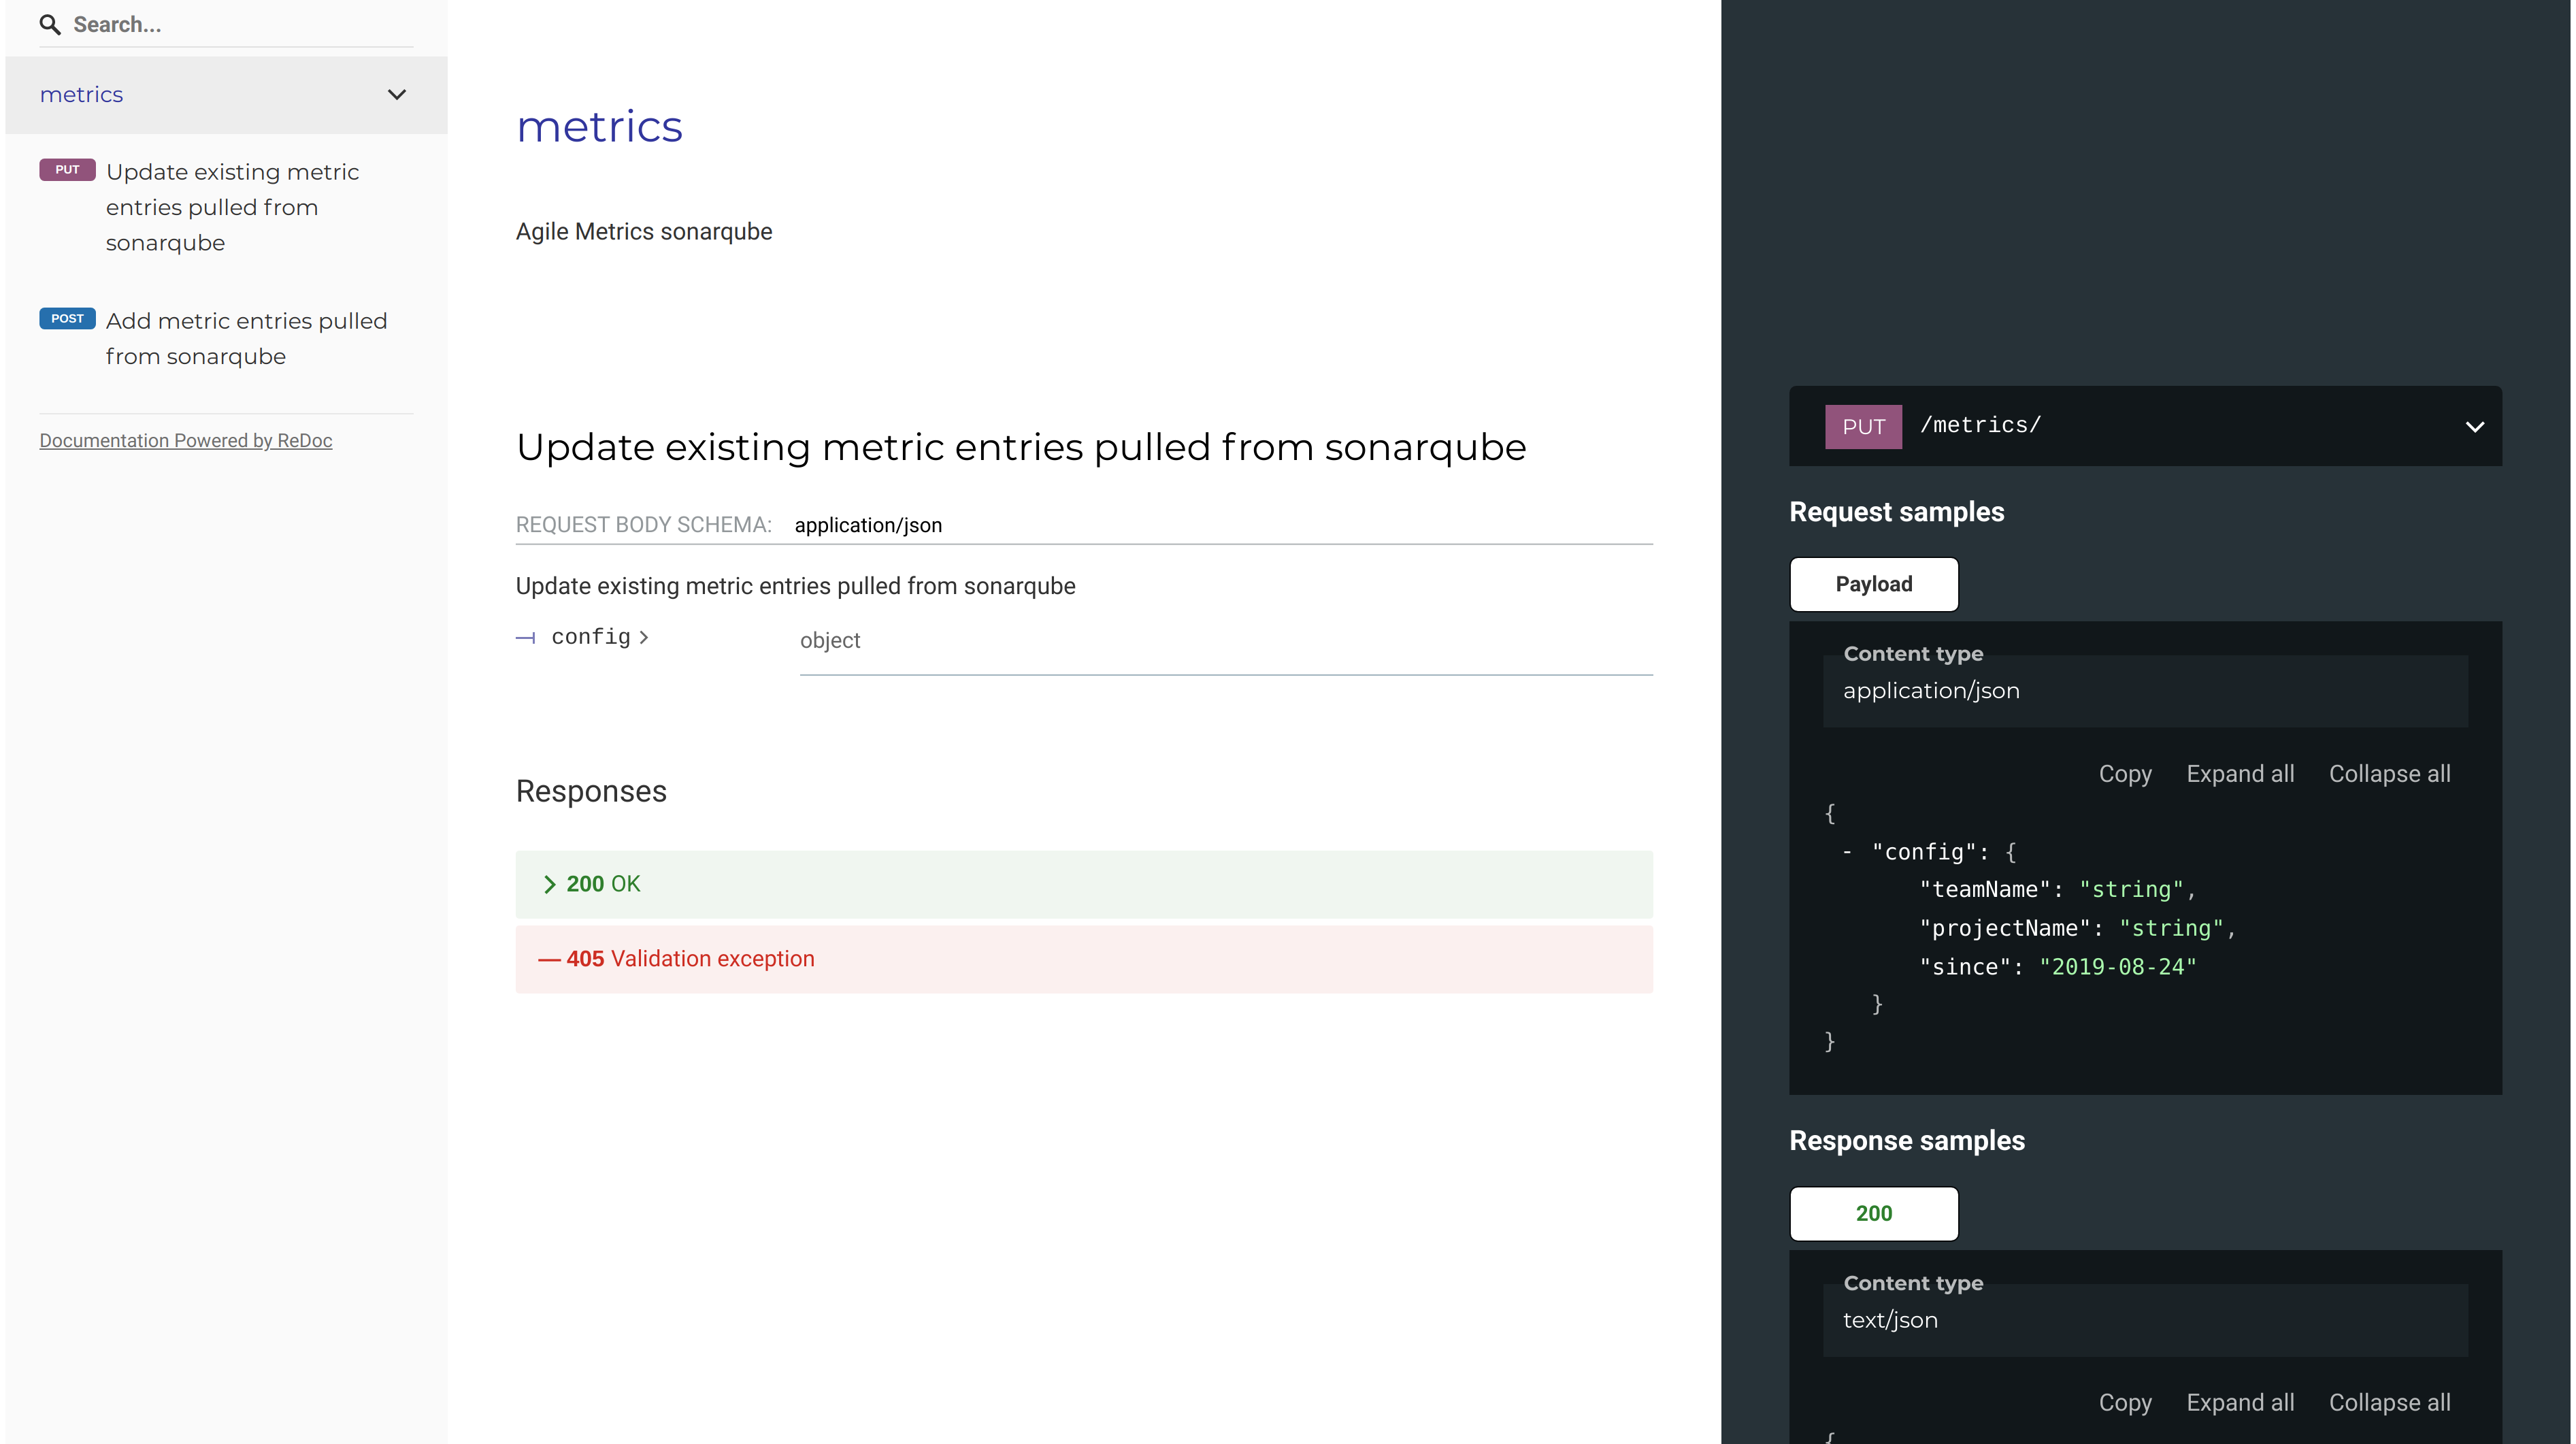 Search...
metrics
PUT Update existing metric
entries pulled from
sonarqube
POST Add metric entries pulled
from sonarqube
Documentation Powered by ReDoc
metrics
Agile Metrics sonarqube
Update existing metric entries pulled from sonarqube
REQUEST BODY SCHEMA: application/json
Update existing metric entries pulled from sonarqube
config > object
Responses
200 OK
— 405 Validation exception
PUT /metrics/
Request samples
Payload
Content type
application/json
Copy Expand all Collapse all
{
- "config": {
"teamName": "string",
"projectName": "string",
"since": "2019-08-24"
}
}
Response samples
200
Content type
text/json
Copy Expand all Collapse all
{